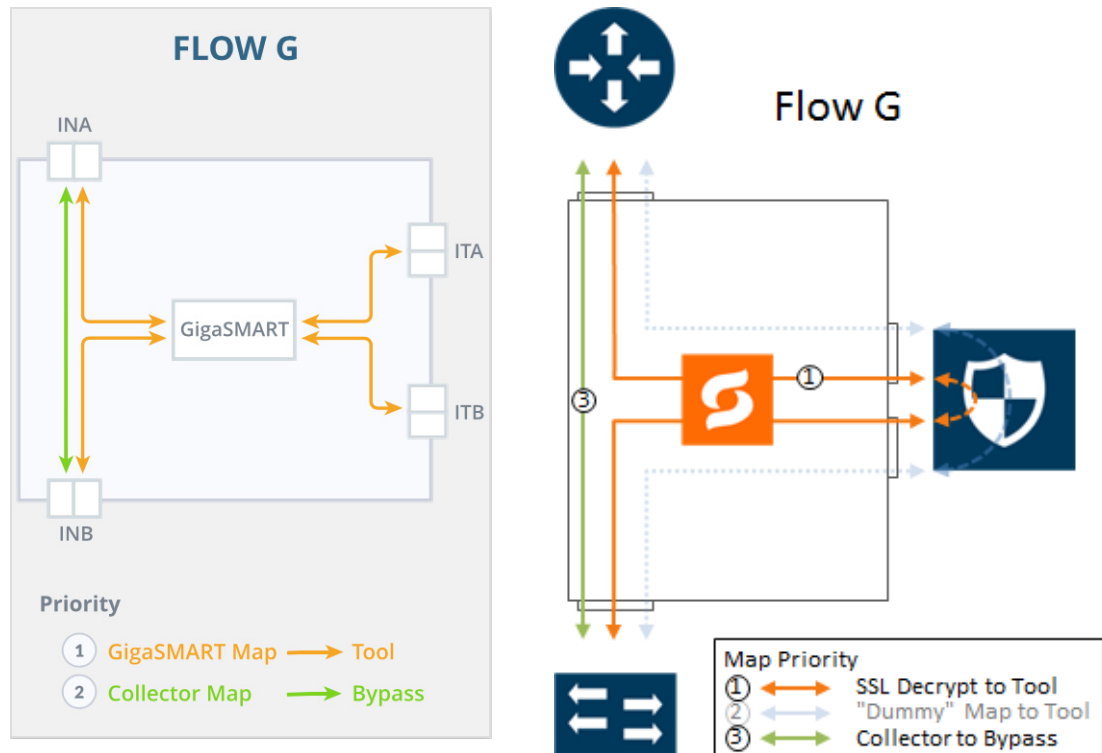 FLOW G
INA
ITA
GigaSMART
ITB
INB
Priority
1 GigaSMART Map Tool
2 Collector Map Bypass
Flow G
1
3
Map Priority
1 SSL Decrypt to Tool
2 "Dummy" Map to Tool
3 Collector to Bypass